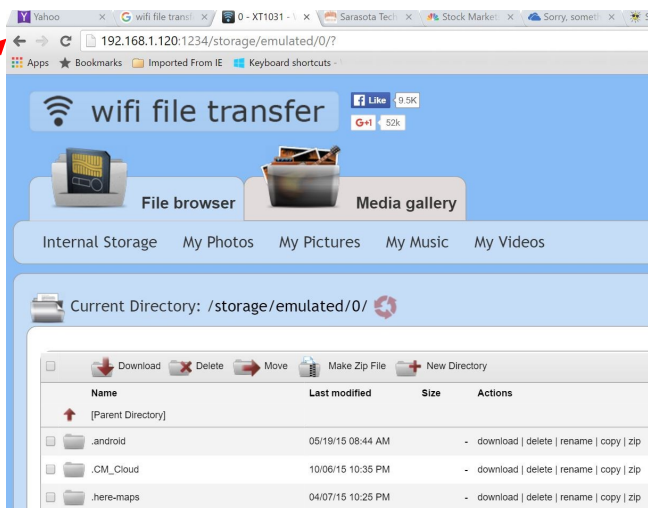 Yahoo G wifi file transf 0 - XT1031 - Sarasota Tech Stock Market Sorry, someth
192.168.1.120:1234/storage/emulated/0/?
Apps Bookmarks Imported From IE Keyboard shortcuts -
wifi file transfer
Like 9.5K
G+1 52k
File browser Media gallery
Internal Storage My Photos My Pictures My Music My Videos
Current Directory: /storage/emulated/0/
Download Delete Move Make Zip File New Directory
Name Last modified Size Actions
[Parent Directory]
.android 05/19/15 08:44 AM - download | delete | rename | copy | zip
.CM_Cloud 10/06/15 10:35 PM - download | delete | rename | copy | zip
.here-maps 04/07/15 10:25 PM - download | delete | rename | copy | zip